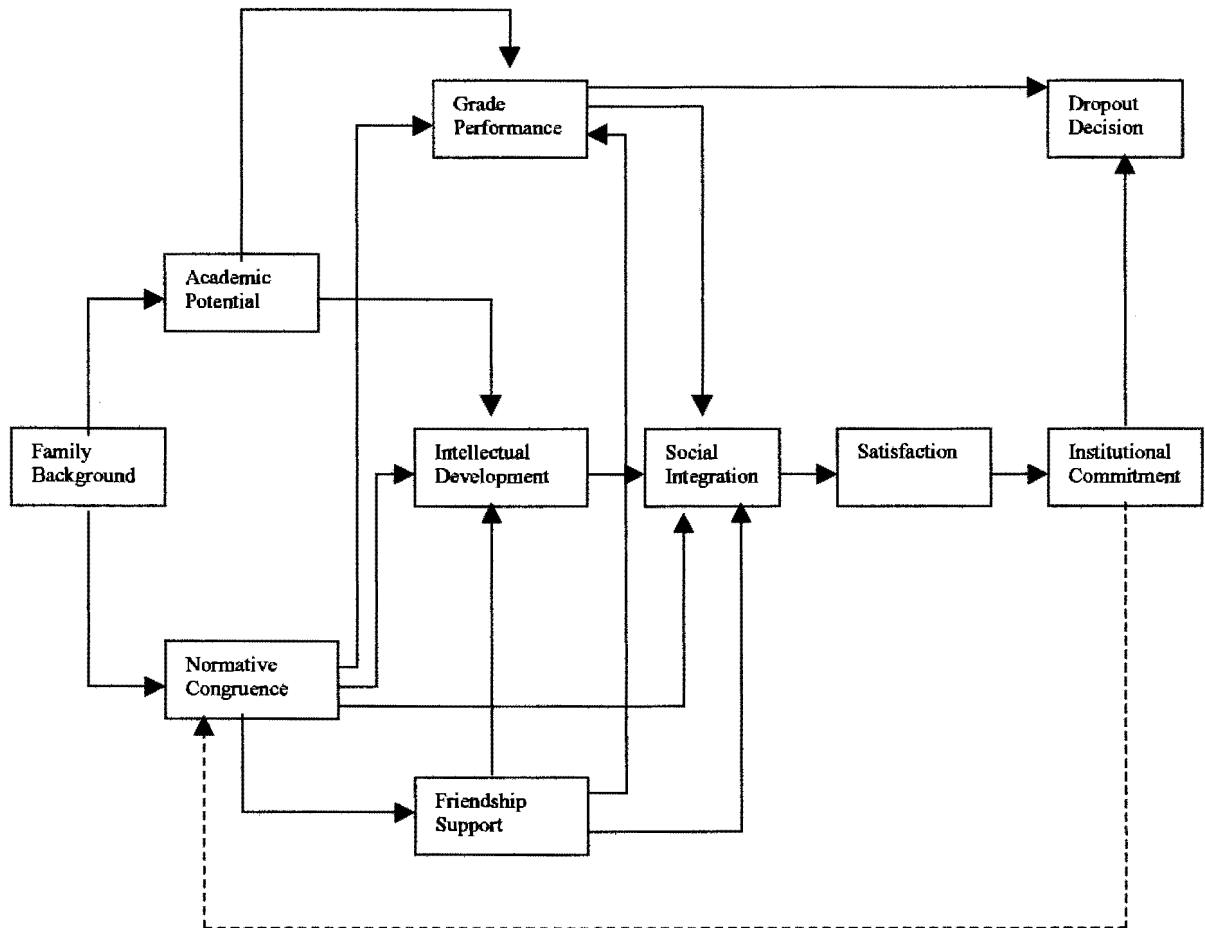 Grade
Performance
Dropout
Decision
Academic
Potential
Family
Background
Intellectual
Development
Social
Integration
Satisfaction
Institutional
Commitment
Normative
Congruence
Friendship
Support